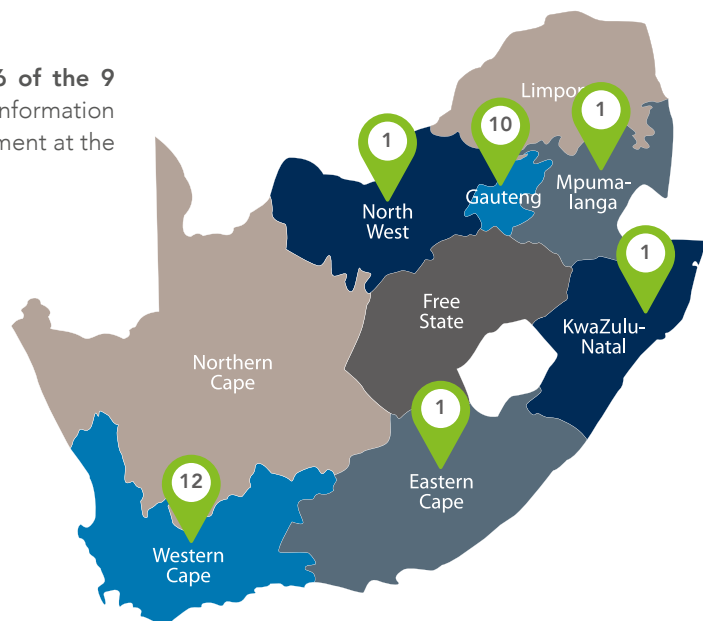 6 of the 9
nformation
ment at the
Limpo
1
10
1
Gauteng
Mpuma-
langa
North
West
1
Free
State
KwaZulu-
Natal
Northern
Cape
1
Eastern
Cape
12
Western
Cape